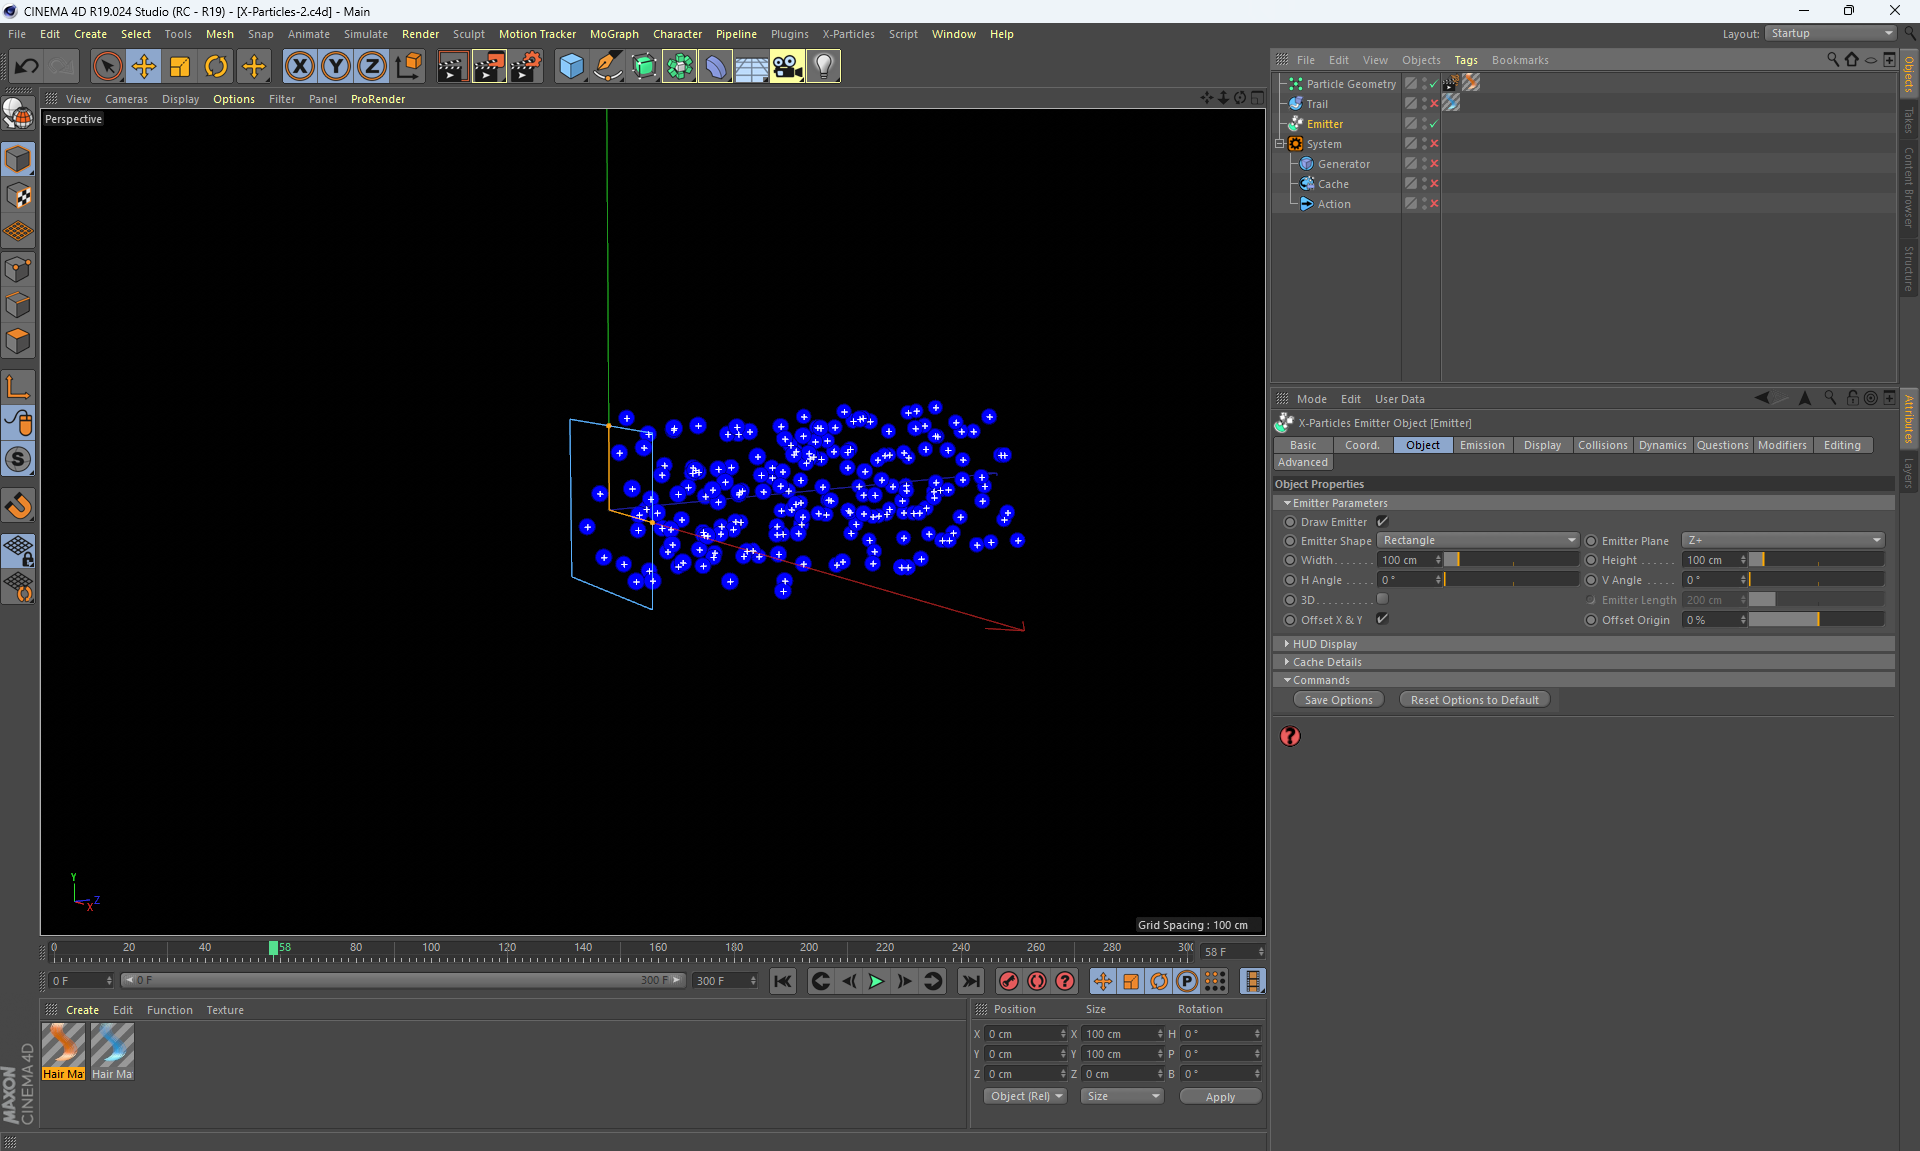 CINEMA 4D R19.024 Studio (RC - R19) - [X-Particles-2.c4d] - Main
File Edit Create Select Tools Mesh Snap Animate Simulate Render Sculpt Motion Tracker MoGraph Character Pipeline Plugins X-Particles Script Window Help
Layout: Startup
View Cameras Display Options Filter Panel ProRender
Perspective
Y
Z
X
Grid Spacing : 100 cm
0 20 40 58 80 100 120 140 160 180 200 220 240 260 280 300
58 F
0 F
0 F
300 F
300 F
Create Edit Function Texture
Hair Ma
Hair Ma
MAXON
CINEMA 4D
Position Size Rotation
X 0 cm X 100 cm H 0 °
Y 0 cm Y 100 cm P 0 °
Z 0 cm Z 0 cm B 0 °
Object (Rel) Size Apply
File Edit View Objects Tags Bookmarks
Particle Geometry
Trail
Emitter
System
Generator
Cache
Action
Objects
Takes
Content Browser
Structure
Mode Edit User Data
X-Particles Emitter Object [Emitter]
Basic Coord. Object Emission Display Collisions Dynamics Questions Modifiers Editing
Advanced
Object Properties
Emitter Parameters
Draw Emitter
Emitter Shape Rectangle Emitter Plane Z+
Width 100 cm Height 100 cm
H Angle 0 ° V Angle 0 °
3D Emitter Length 200 cm
Offset X & Y Offset Origin 0 %
HUD Display
Cache Details
Commands
Save Options Reset Options to Default
Attributes
Layers